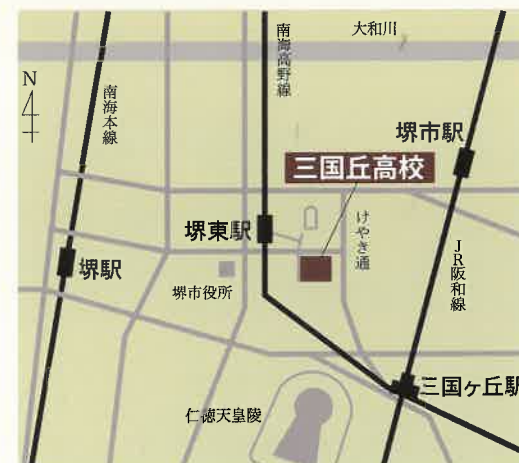 大和川
南海高野線
N
南海本線
堺市駅
三国丘高校
けやき通
堺東駅
JR阪和線
堺駅
堺市役所
三国ヶ丘駅
仁徳天皇陵